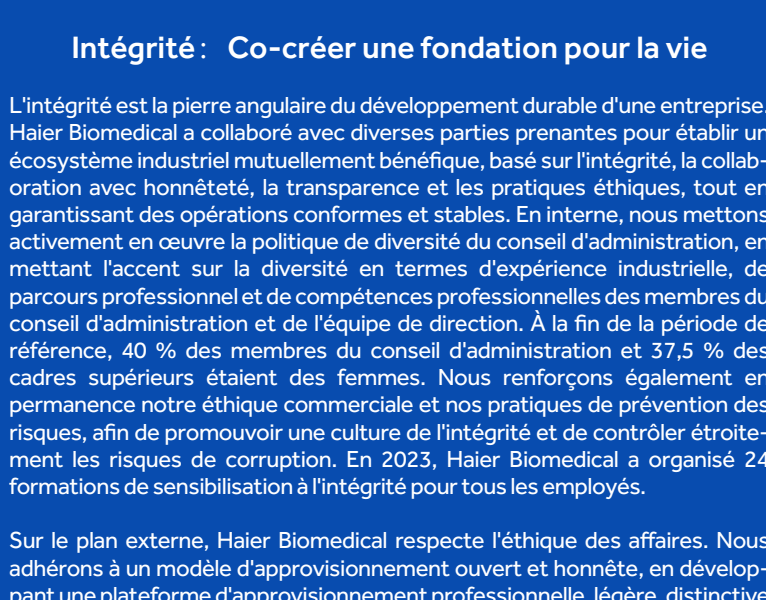 Intégrité : Co-créer une fondation pour la vie
L'intégrité est la pierre angulaire du développement durable d'une entreprise.
Haier Biomedical a collaboré avec diverses parties prenantes pour établir un
écosystème industriel mutuellement bénéfique, basé sur l'intégrité, la collab-
oration avec honnêteté, la transparence et les pratiques éthiques, tout en
garantissant des opérations conformes et stables. En interne, nous mettons
activement en œuvre la politique de diversité du conseil d'administration, en
mettant l'accent sur la diversité en termes d'expérience industrielle, de
parcours professionnel et de compétences professionnelles des membres du
conseil d'administration et de l'équipe de direction. À la fin de la période de
référence, 40 % des membres du conseil d'administration et 37,5 % des
cadres supérieurs étaient des femmes. Nous renforçons également en
permanence notre éthique commerciale et nos pratiques de prévention des
risques, afin de promouvoir une culture de l'intégrité et de contrôler étroite-
ment les risques de corruption. En 2023, Haier Biomedical a organisé 24
formations de sensibilisation à l'intégrité pour tous les employés.
Sur le plan externe, Haier Biomedical respecte l'éthique des affaires. Nous
adhérons à un modèle d'approvisionnement ouvert et honnête, en dévelop-
pant une plateforme d'approvisionnement professionnelle, légère, distinctive